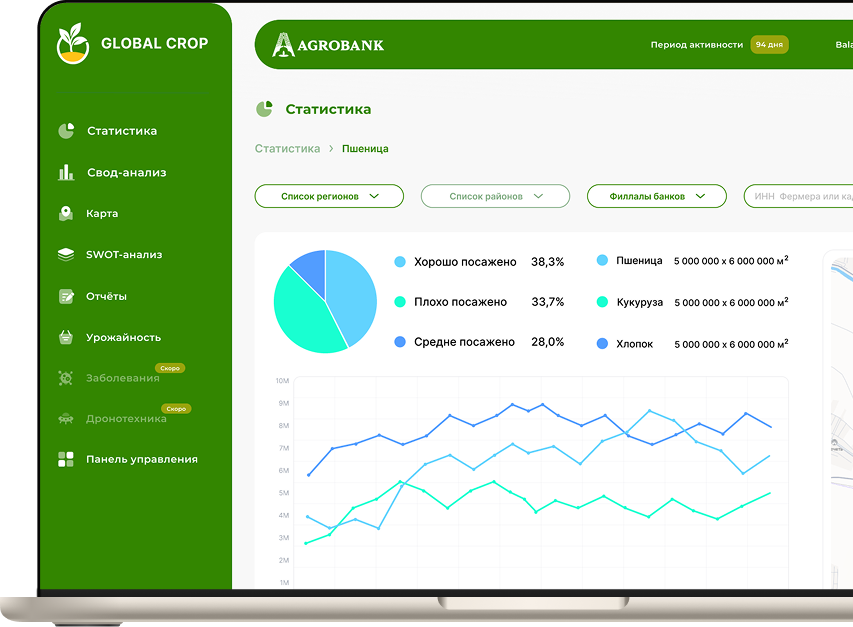 GLOBAL CROP
AGROBANK
Период активности
94 дня
Bala
Статистика
Свод-анализ
Карта
SWOT-анализ
Отчёты
Урожайность
Скоро
Заболевания
Скоро
Дронотехника
Панель управления
Статистика
Статистика > Пшеница
Список регионов
Список районов
Филлалы банков
ИНН Фермера или ка
Хорошо посажено 38,3%
Плохо посажено 33,7%
Средне посажено 28,0%
Пшеница 5 000 000 x 6 000 000 м²
Кукуруза 5 000 000 x 6 000 000 м²
Хлопок 5 000 000 x 6 000 000 м²
10M
9M
8M
7M
6M
5M
4M
3M
2M
1M